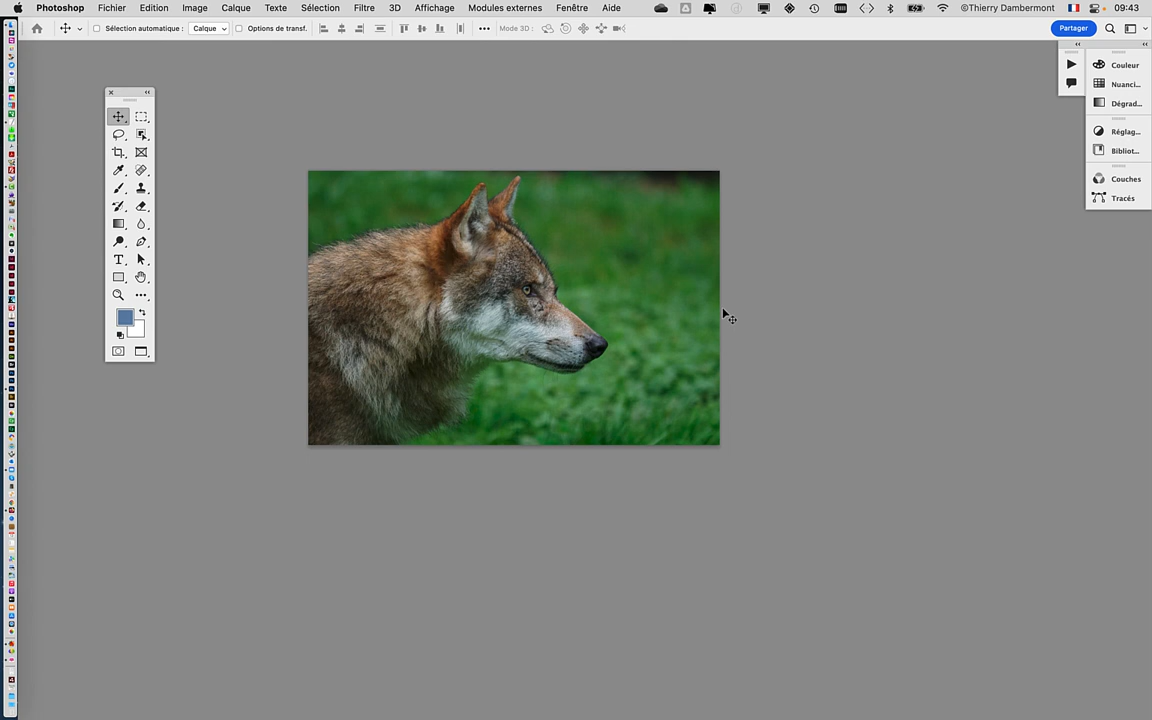 Photoshop Fichier Edition Image Calque Texte Sélection Filtre 3D Affichage Modules externes Fenêtre Aide ©Thierry Dambermont 09:43
Sélection automatique : Calque Options de transf. Mode 3D : Partager
Couleur
Nuanci...
Dégrad...
Réglag...
Bibliot...
Couches
Tracés